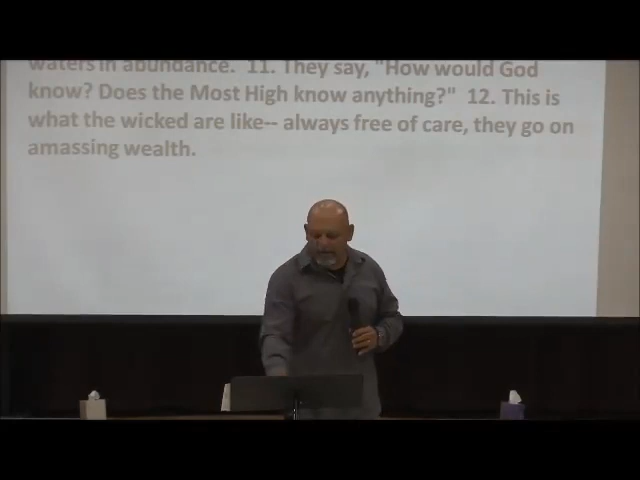 waters in abundance. 11. They say, "How would God
know? Does the Most High know anything?" 12. This is
what the wicked are like-- always free of care, they go on
amassing wealth.